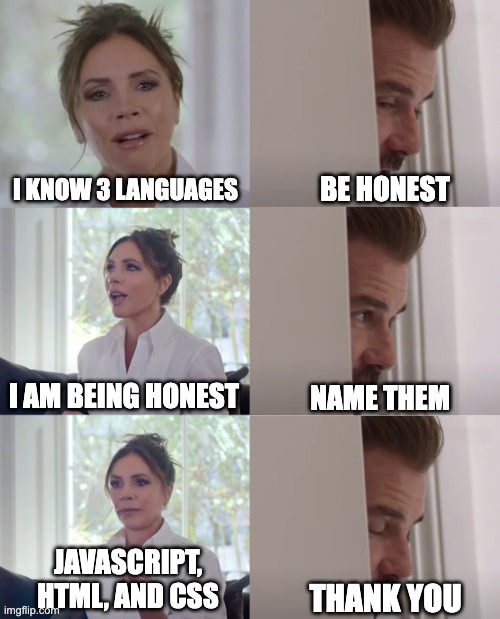 I KNOW 3 LANGUAGES
BE HONEST
I AM BEING HONEST
NAME THEM
JAVASCRIPT,
HTML, AND CSS
THANK YOU
imgflip.com